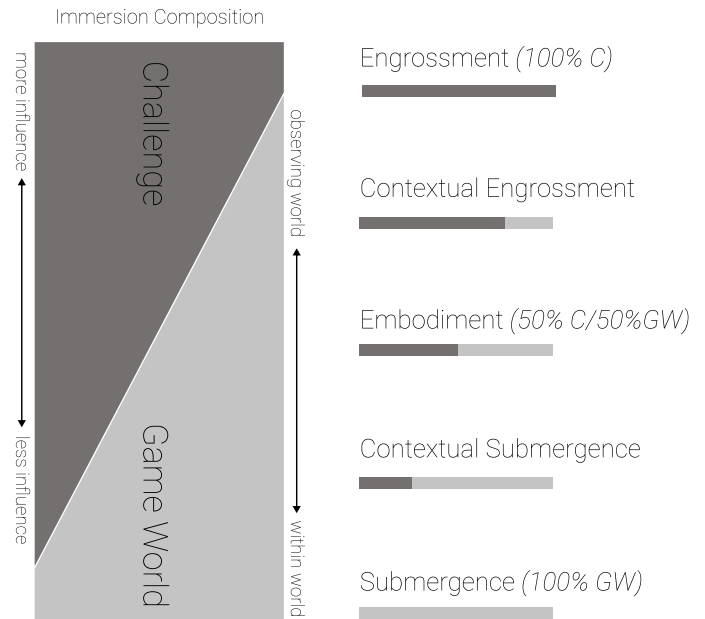 Immersion Composition
more influence
less influence
Challenge
Game World
observing world
within world
Engrossment (100% C)
Contextual Engrossment
Embodiment (50% C/50%GW)
Contextual Submergence
Submergence (100% GW)